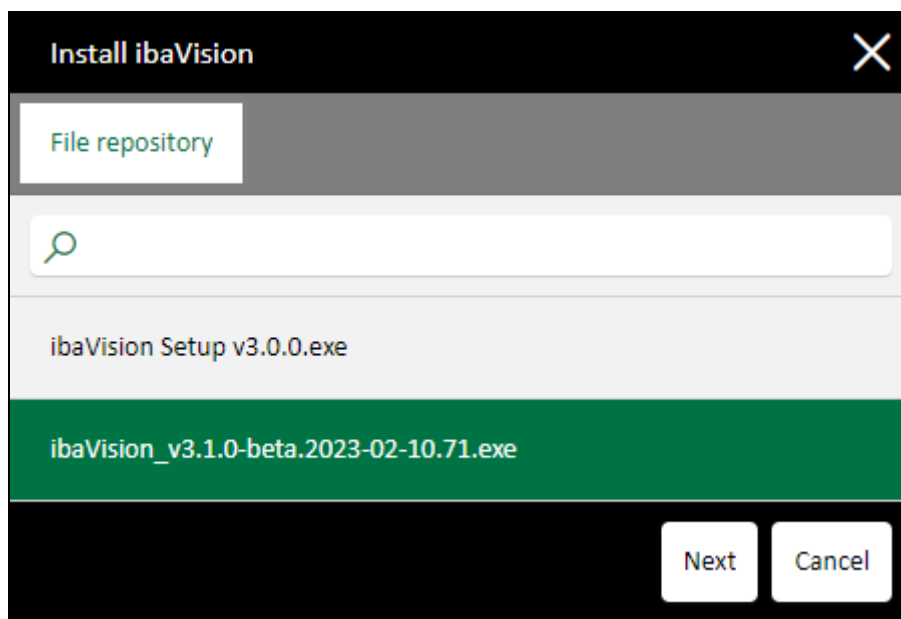 Install ibaVision
File repository
ibaVision Setup v3.0.0.exe
ibaVision_v3.1.0-beta.2023-02-10.71.exe
Next Cancel